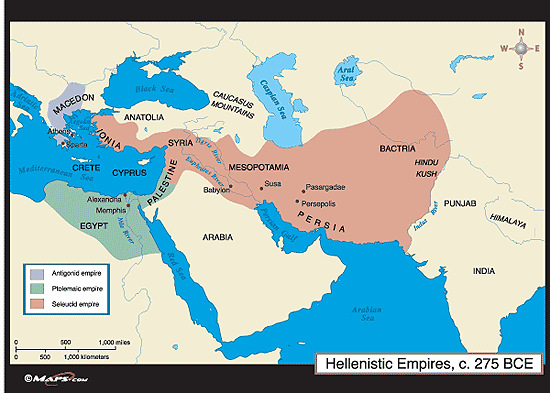 N
W E
S
Aral
Sea
Black Sea
Caspian Sea
Adriatic
MACEDON
CAUCASUS
MOUNTAINS
ANATOLIA
Aegean
Sea
IONIA
Athens
Sparta
SYRIA
Tigris River
BACTRIA
HINDU
KUSH
MESOPOTAMIA
Euphrates River
CRETE
CYPRUS
Mediterranean Sea
PALESTINE
Babylon
Susa
Pasargadae
Persepolis
PERSIA
PUNJAB
HIMALAYA
Alexandria
Memphis
EGYPT
Nile River
Persian Gulf
Indus River
ARABIA
Red Sea
INDIA
Arabian
Sea
Antigonid empire
Ptolemaic empire
Seleucid empire
0 500 1,000 miles
0 500 1,000 kilometers
Hellenistic Empires, c. 275 BCE
©MAPS.COM